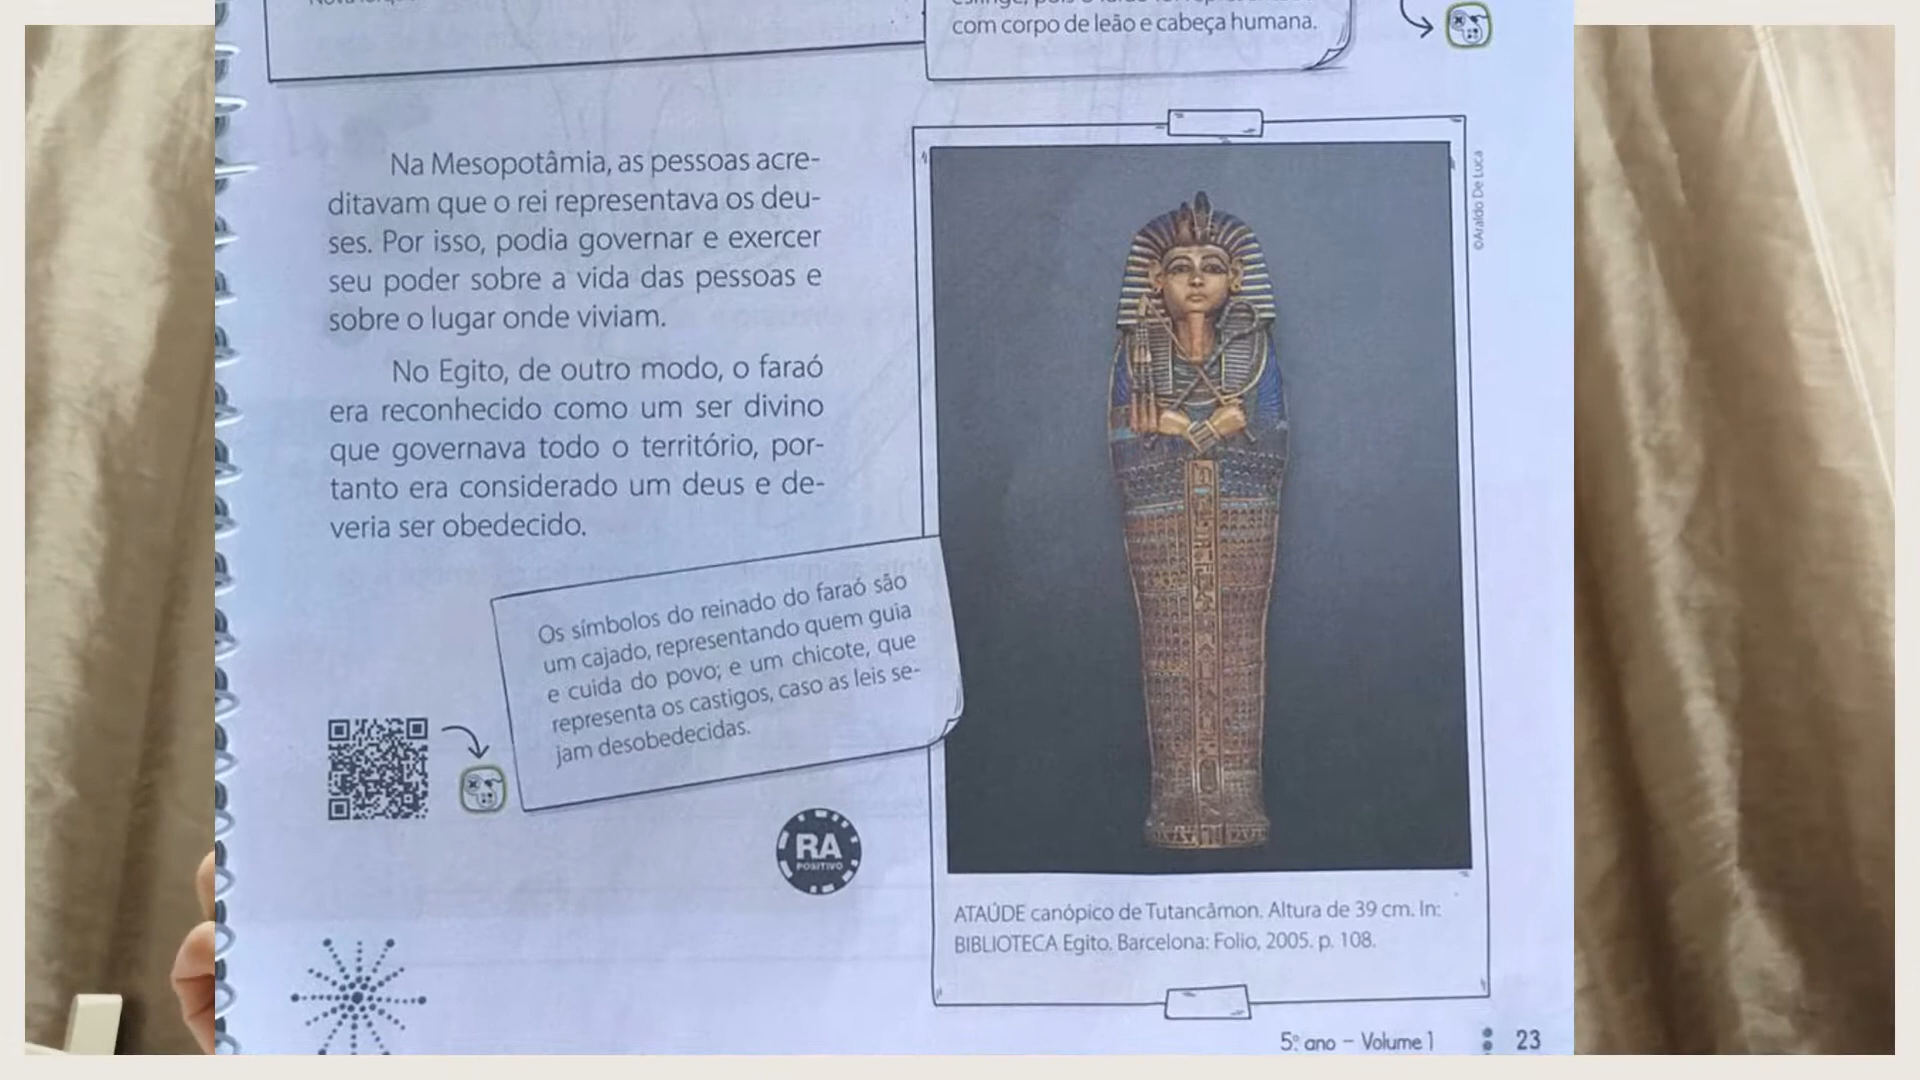 com corpo de leão e cabeça humana.
Na Mesopotâmia, as pessoas acre-
ditavam que o rei representava os deu-
ses. Por isso, podia governar e exercer
seu poder sobre a vida das pessoas e
sobre o lugar onde viviam.
No Egito, de outro modo, o faraó
era reconhecido como um ser divino
que governava todo o território, por-
tanto era considerado um deus e de-
veria ser obedecido.
Os símbolos do reinado do faraó são
um cajado, representando quem guia
e cuida do povo; e um chicote, que
representa os castigos, caso as leis se-
jam desobedecidas.
RA
POSITIVO
©Araldo De Luca
ATAÚDE canópico de Tutancâmon. Altura de 39 cm. In:
BIBLIOTECA Egito. Barcelona: Folio, 2005. p. 108.
5º. ano – Volume 1
23